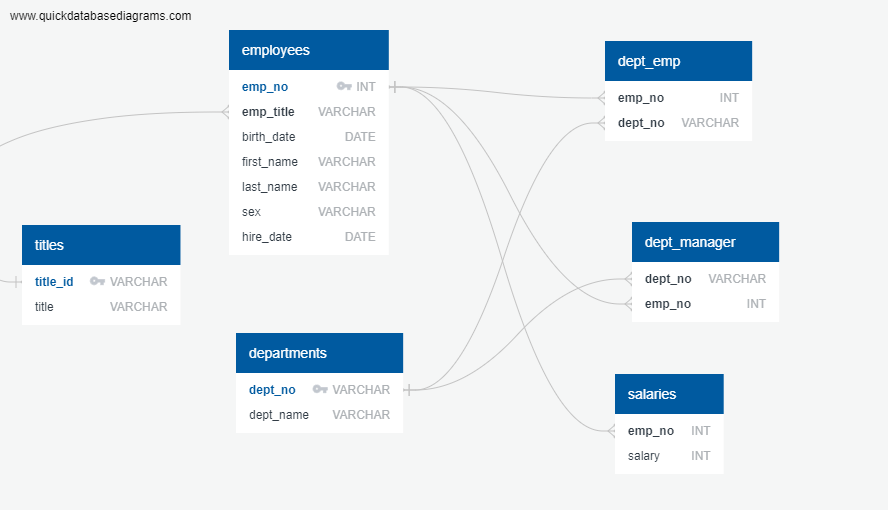 www.quickdatabasediagrams.com
employees
emp_no INT
emp_title VARCHAR
birth_date DATE
first_name VARCHAR
last_name VARCHAR
sex VARCHAR
hire_date DATE
dept_emp
emp_no INT
dept_no VARCHAR
titles
title_id VARCHAR
title VARCHAR
dept_manager
dept_no VARCHAR
emp_no INT
departments
dept_no VARCHAR
dept_name VARCHAR
salaries
emp_no INT
salary INT